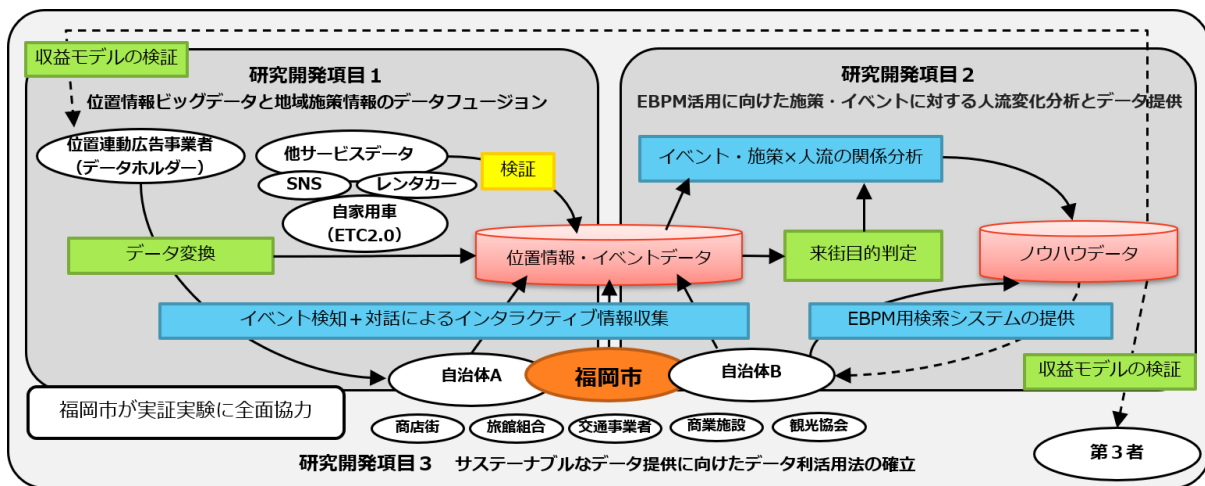 収益モデルの検証
研究開発項目１
位置情報ビッグデータと地域施策情報のデータフュージョン
位置連動広告事業者
（データホルダー）
他サービスデータ
SNS
レンタカー
自家用車
（ETC2.0）
検証
データ変換
位置情報・イベントデータ
研究開発項目２
EBPM活用に向けた施策・イベントに対する人流変化分析とデータ提供
イベント・施策×人流の関係分析
来街目的判定
ノウハウデータ
イベント検知＋対話によるインタラクティブ情報収集
EBPM用検索システムの提供
自治体A
福岡市
自治体B
収益モデルの検証
福岡市が実証実験に全面協力
商店街
旅館組合
交通事業者
商業施設
観光協会
第３者
研究開発項目３ サステーナブルなデータ提供に向けたデータ利活用法の確立